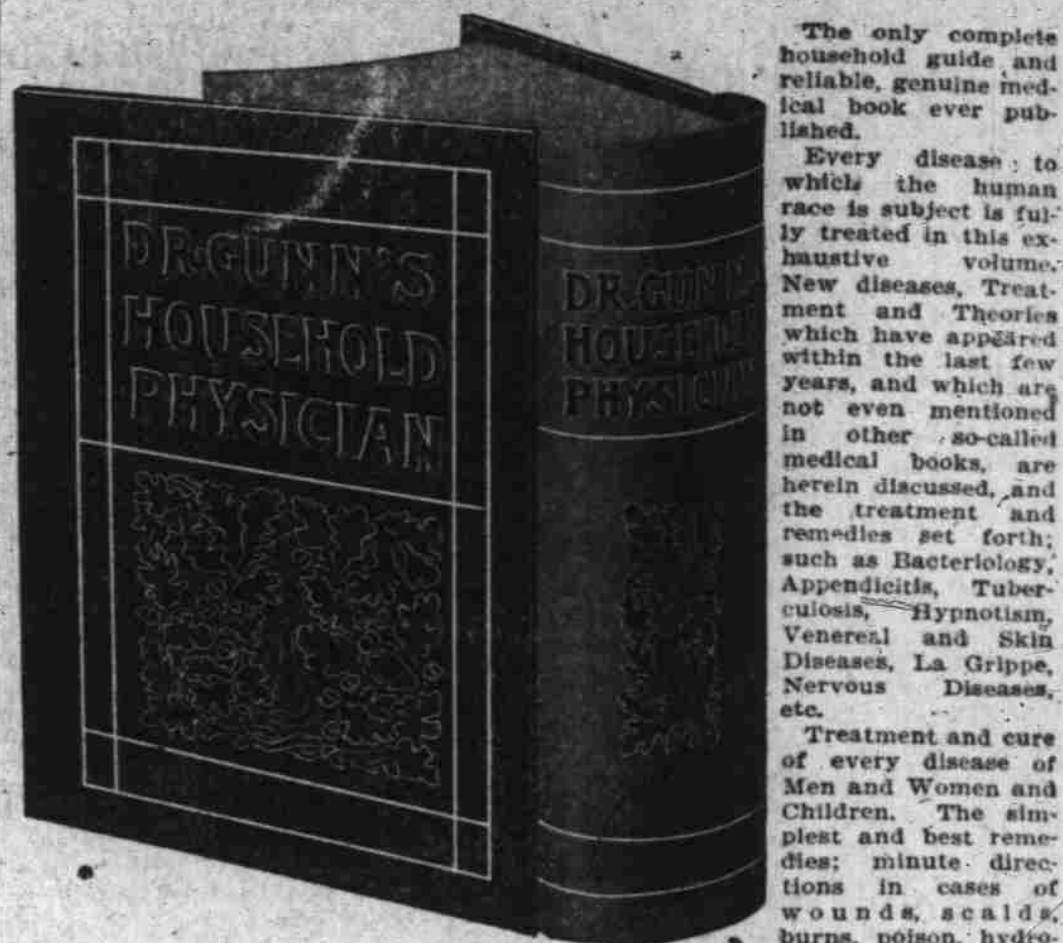 DR. GUNN'S
HOUSEHOLD
PHYSICIAN
DR. GUNN
HOUSEHOLD
PHYSICIAN
The only complete
household guide and
reliable, genuine med-
ical book ever pub-
lished.
Every disease to
which the human
race is subject is ful-
ly treated in this ex-
haustive volume.
New diseases, Treat-
ment and Theories
which have appeared
within the last few
years, and which are
not even mentioned
in other so-called
medical books, are
herein discussed, and
the treatment and
remedies set forth;
such as Bacteriology,
Appendicitis, Tuber-
culosis, Hypnotism,
Venereal and Skin
Diseases, La Grippe,
Nervous Diseases,
etc.
Treatment and cure
of every disease of
Men and Women and
Children. The sim-
plest and best reme-
dies; minute direc-
tions in cases of
wounds, scalds,
burns, poison, hydro-